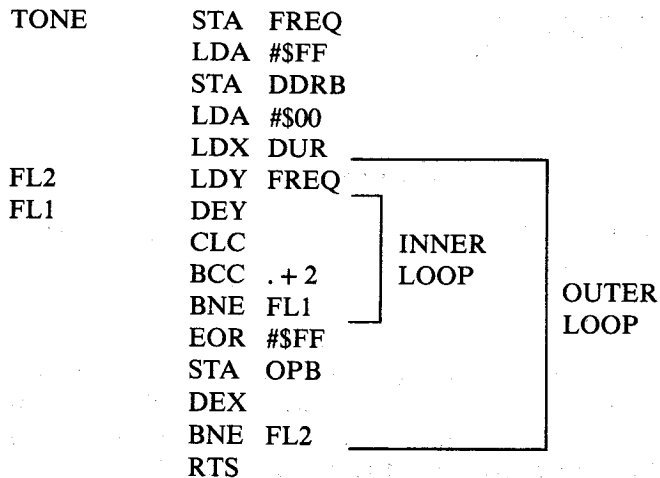 TONE STA FREQ
LDA #$FF
STA DDRB
LDA #$00
LDX DUR
FL2 LDY FREQ
FL1 DEY
CLC
BCC .+2
BNE FL1
EOR #$FF
STA OPB
DEX
BNE FL2
RTS
INNER
LOOP
OUTER
LOOP